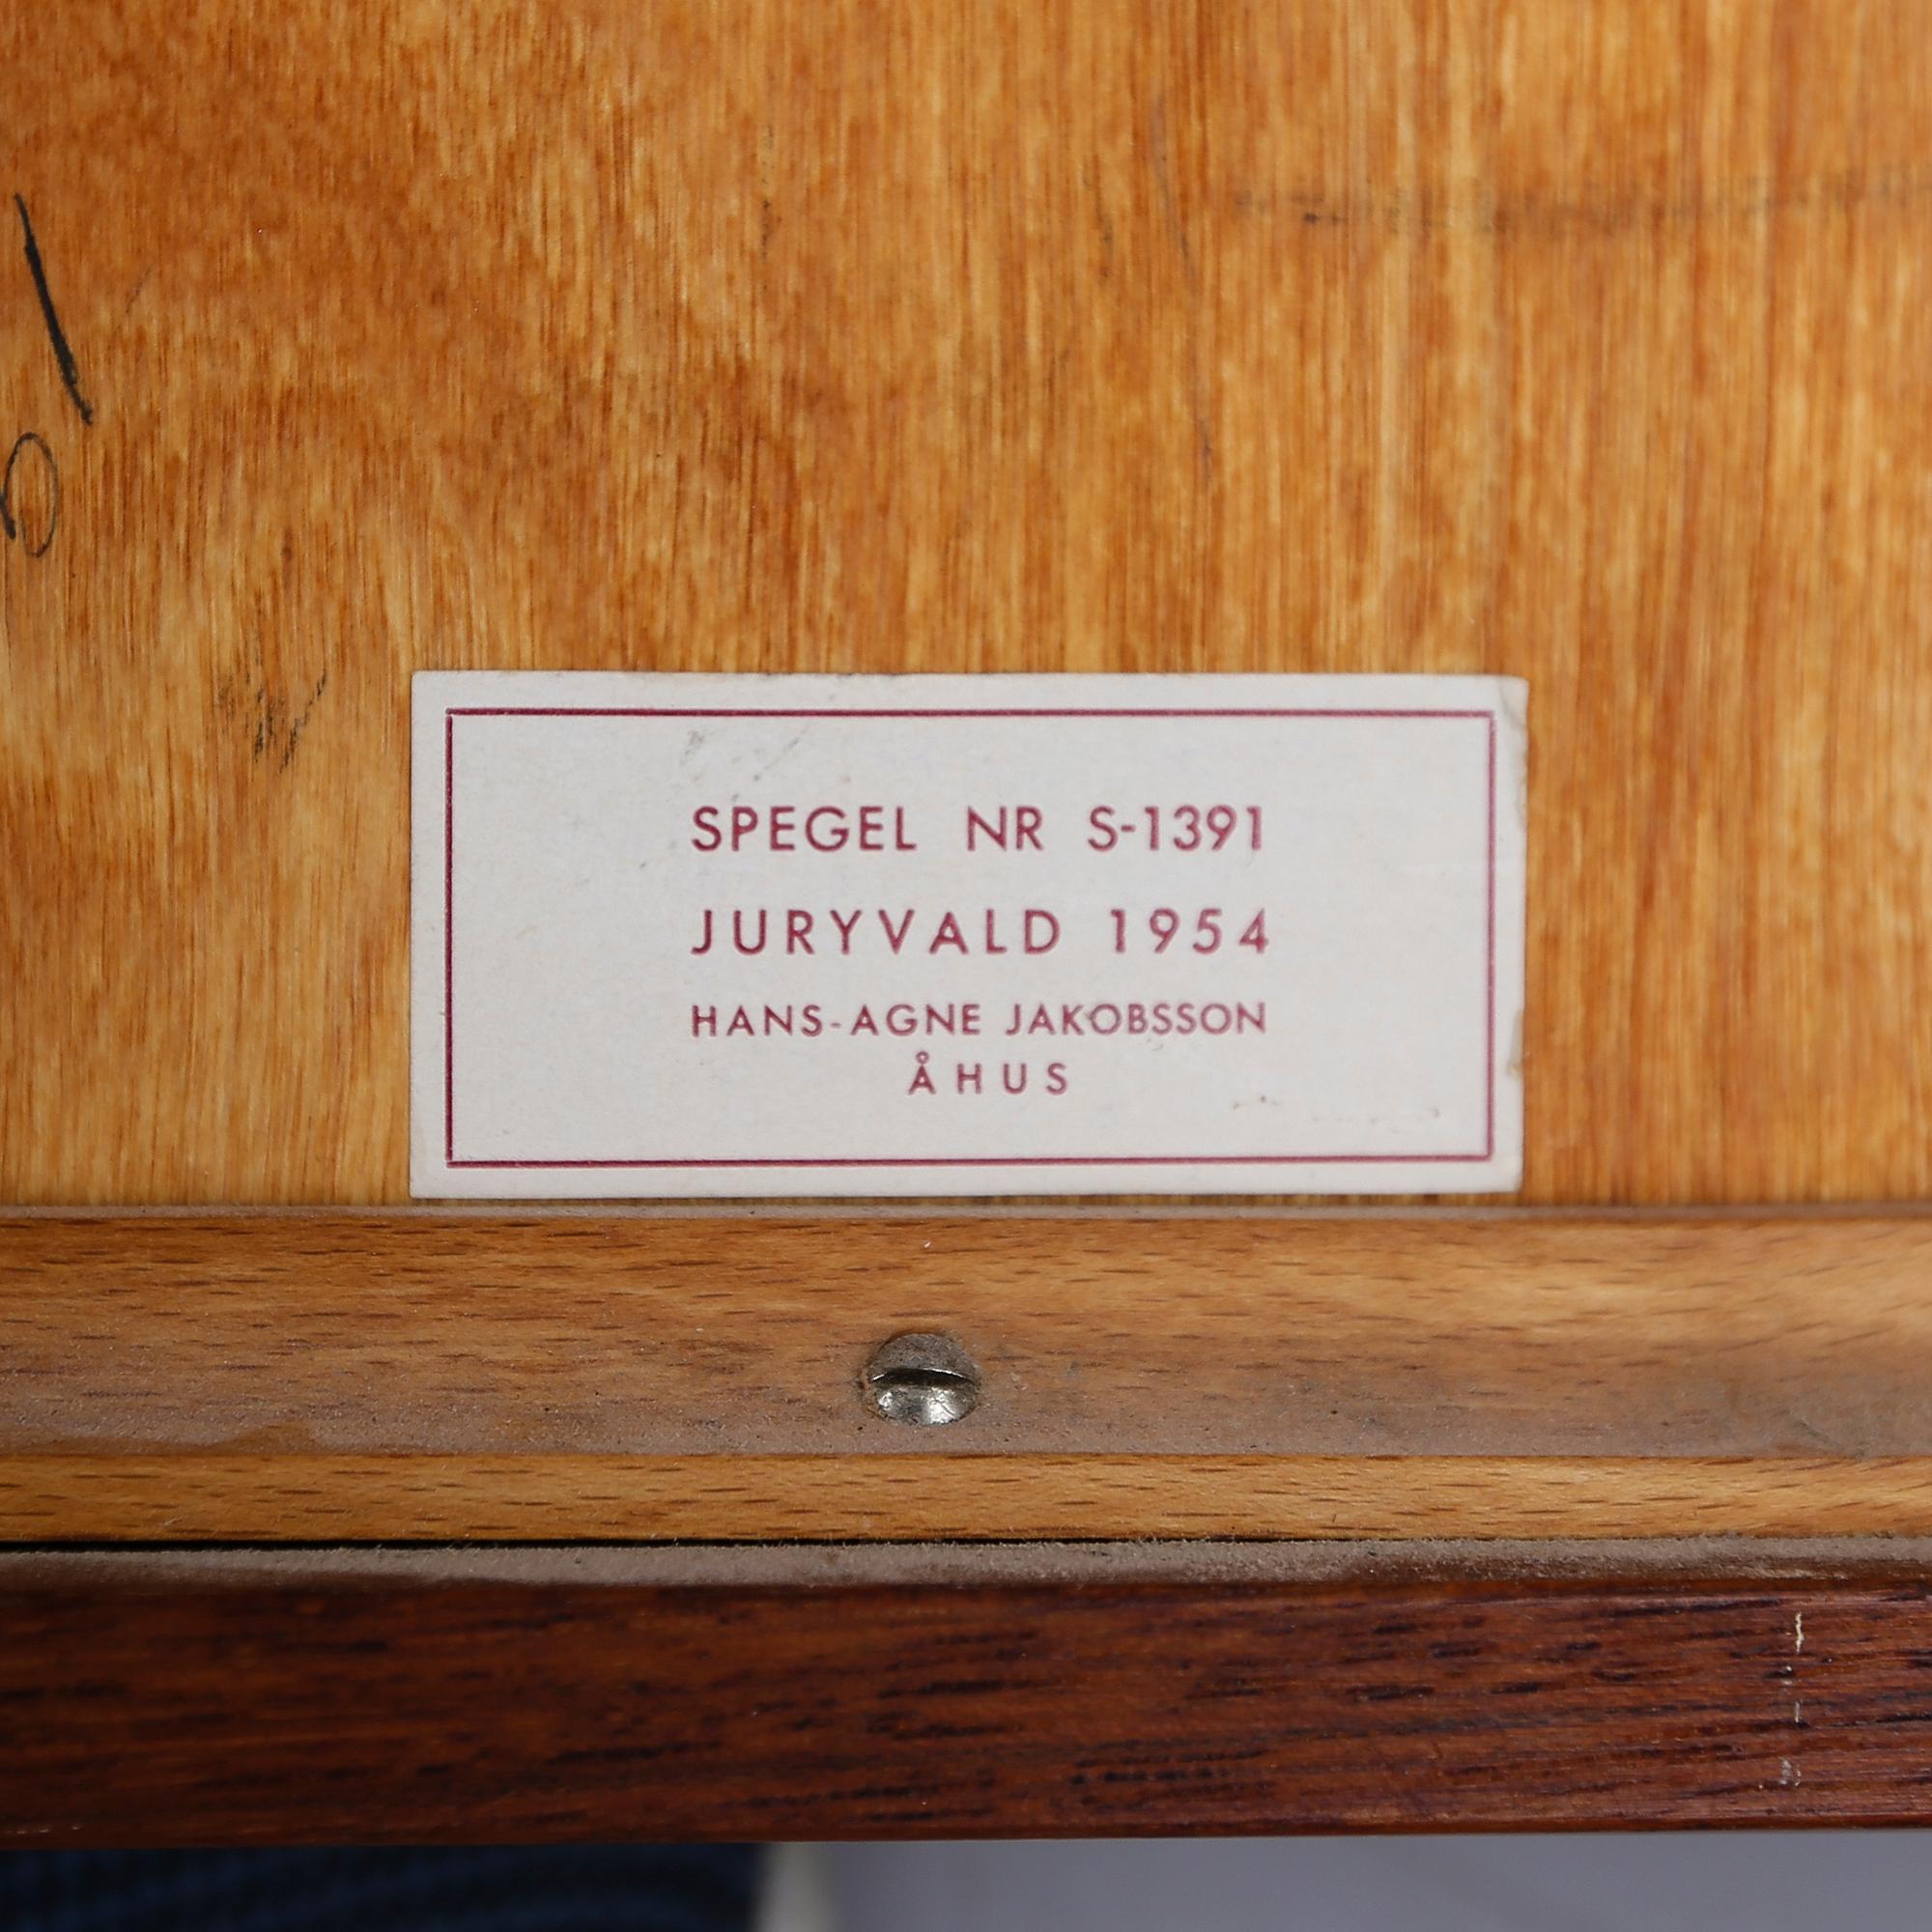 SPEGEL NR S-1391
JURYVALD 1954
HANS-AGNE JAKOBSSON
ÅHUS